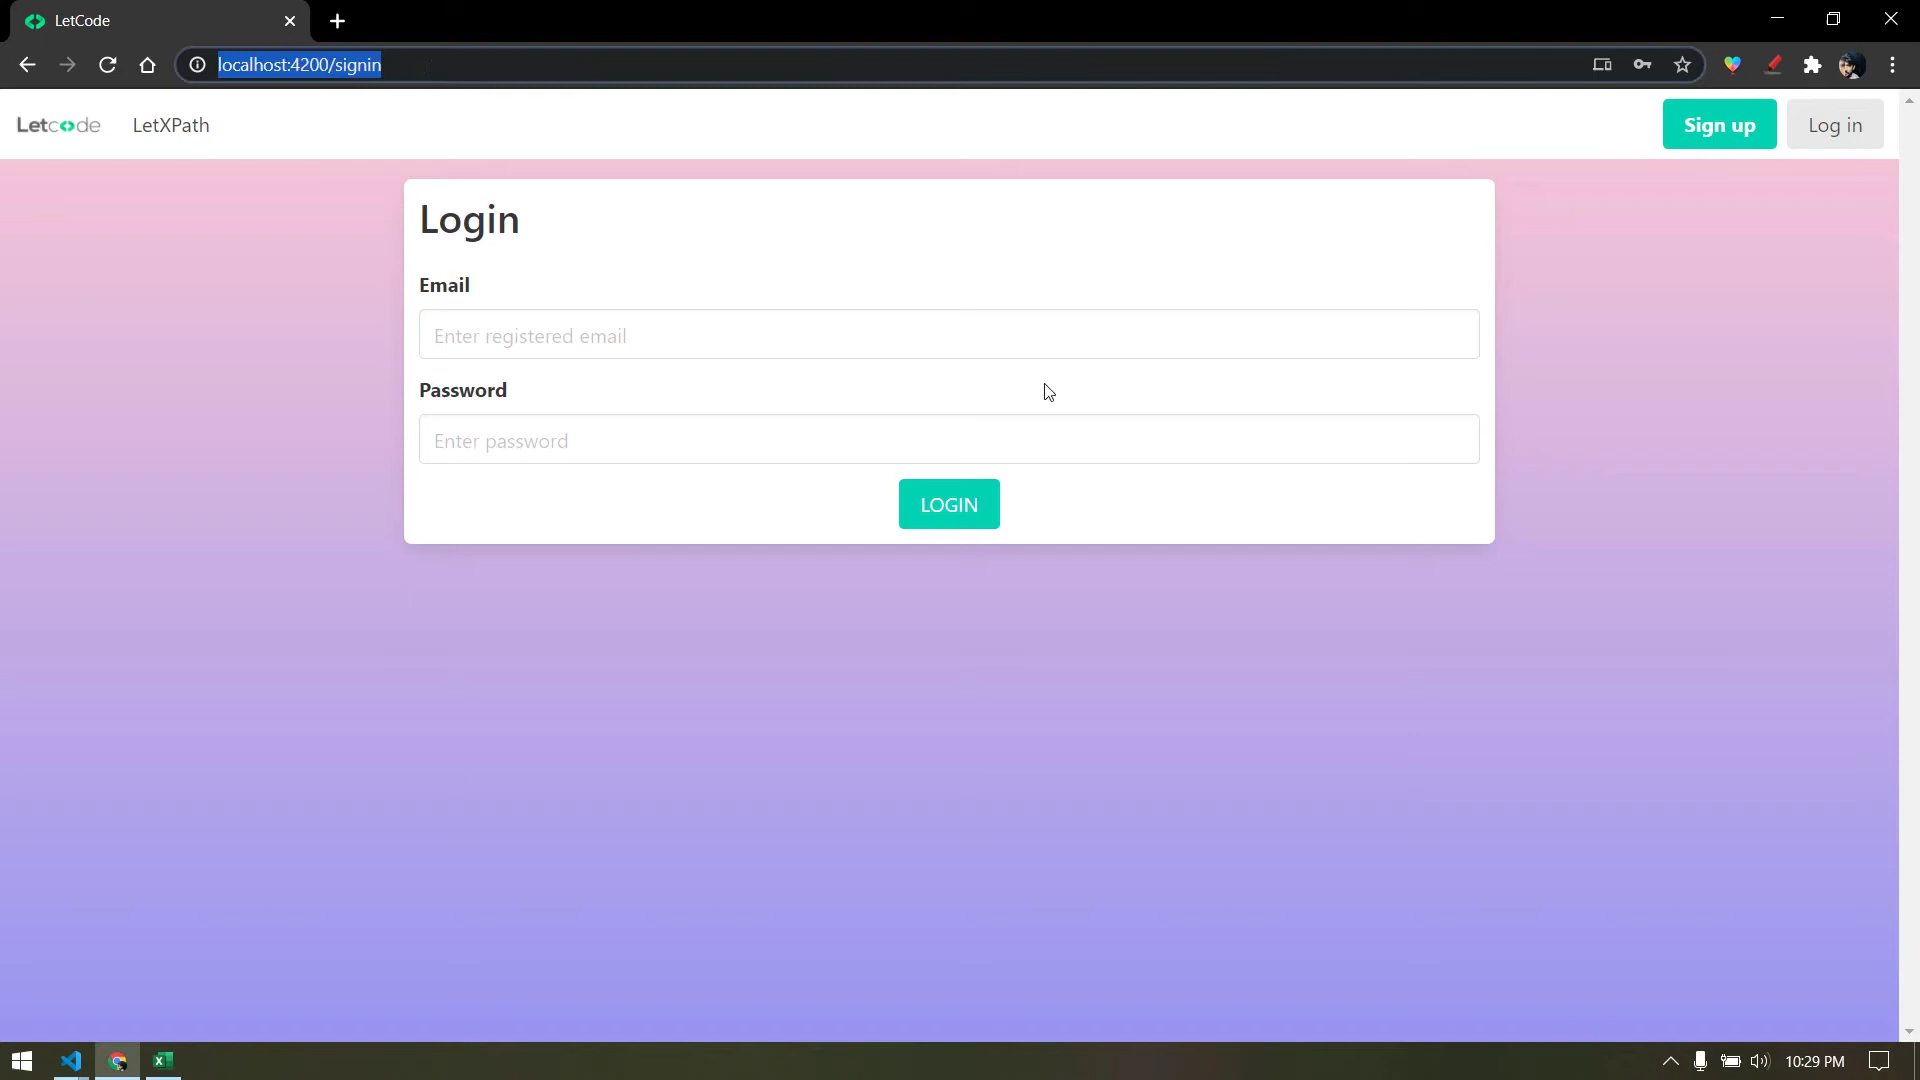 LetCode
localhost:4200/signin
Letcode
LetXPath
Sign up
Log in
Login
Email
Enter registered email
Password
Enter password
LOGIN
10:29 PM